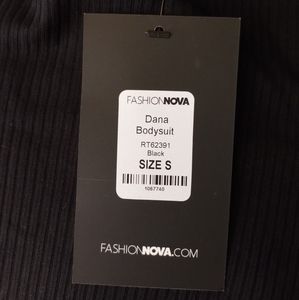 FASHIONNOVA
Dana
Bodysuit
RT62391
Black
SIZE S
1067740
FASHIONNOVA.COM